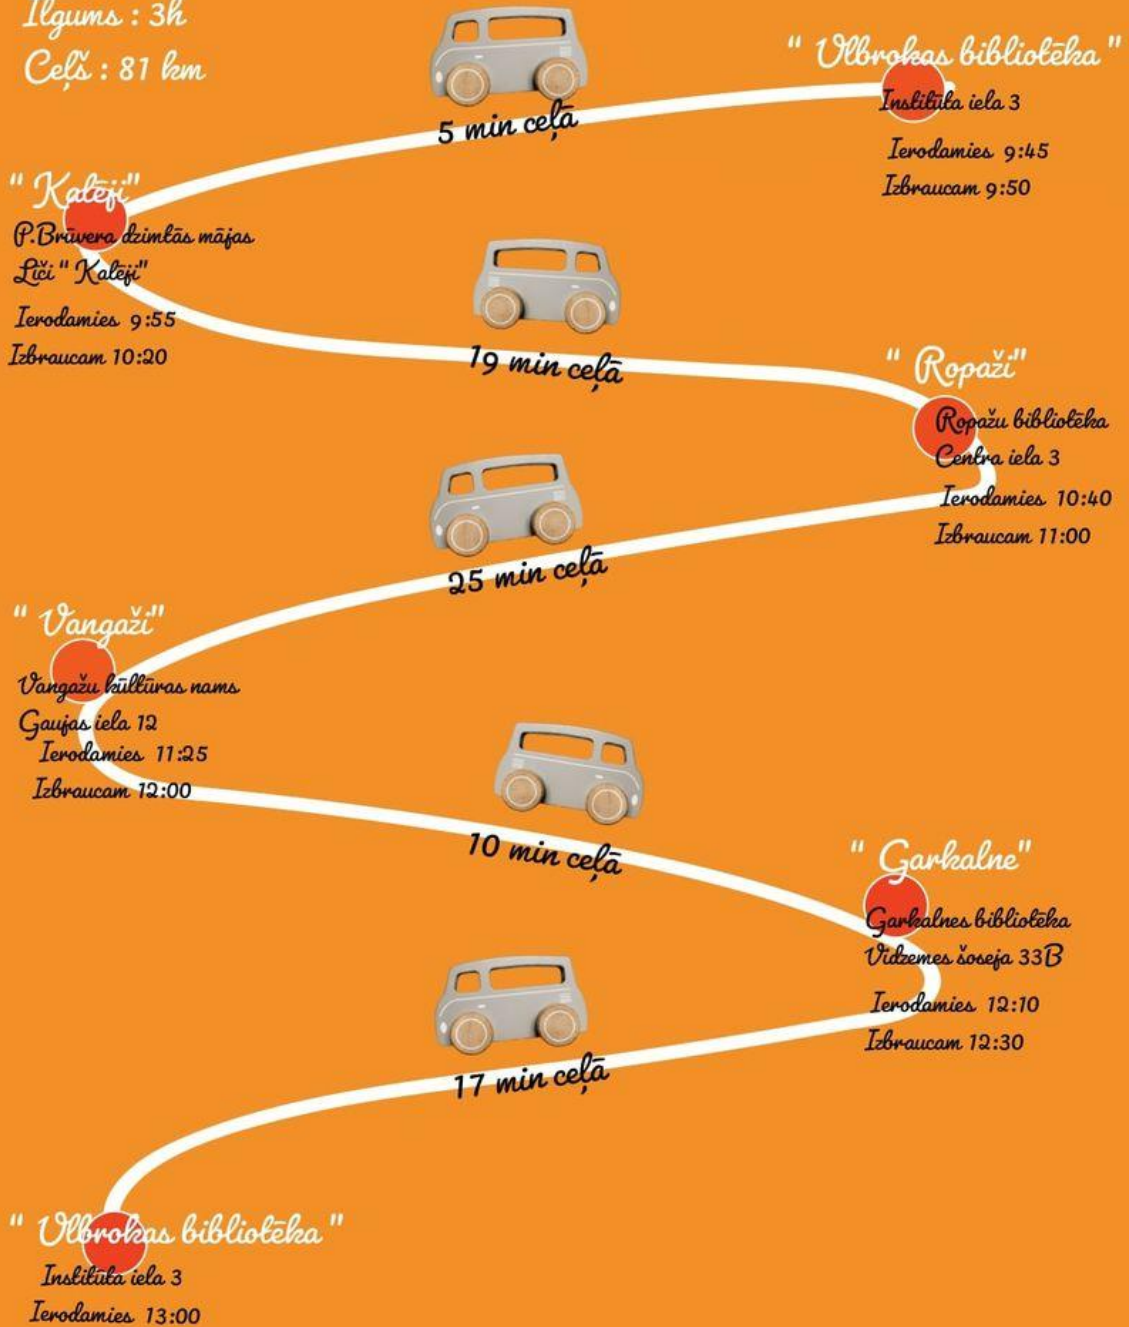 Ilgums : 3h
Ceļš : 81 km
" Ulbrokas bibliotēka "
Institūta iela 3
Ierodamies 9:45
Izbraucam 9:50
5 min ceļā
" Kalēji"
P.Brūvera dzimtās mājas
Līči " Kalēji"
Ierodamies 9:55
Izbraucam 10:20
19 min ceļā
" Ropaži"
Ropažu bibliotēka
Centra iela 3
Ierodamies 10:40
Izbraucam 11:00
25 min ceļā
" Vangaži"
Vangažu kūltūras nams
Gaujas iela 12
Ierodamies 11:25
Izbraucam 12:00
10 min ceļā
" Garkalne"
Garkalnes bibliotēka
Vidzemes šoseja 33B
Ierodamies 12:10
Izbraucam 12:30
17 min ceļā
" Ulbrokas bibliotēka "
Institūta iela 3
Ierodamies 13:00